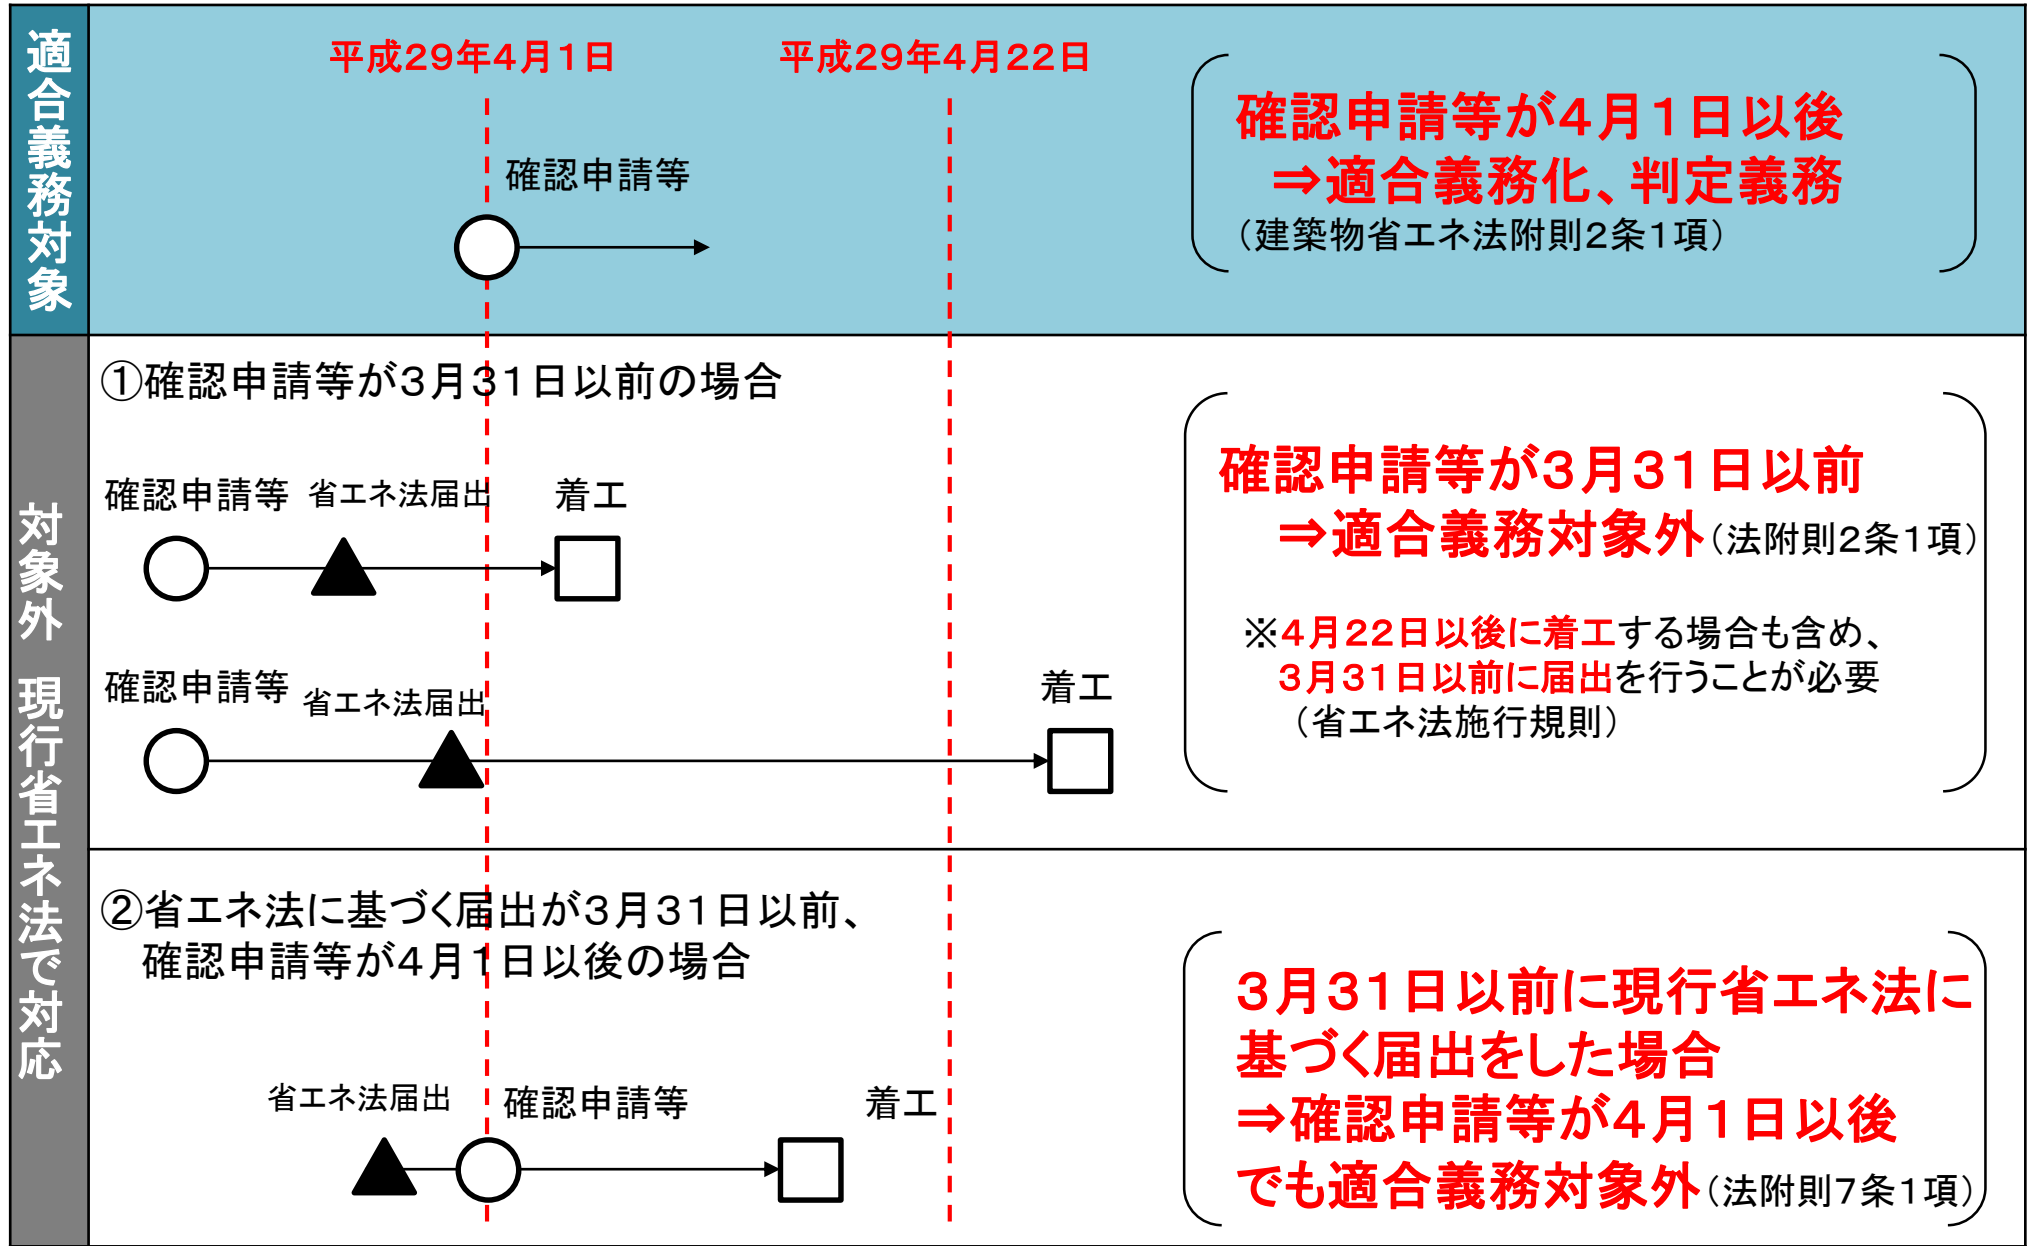 適合義務対象
平成29年4月1日
平成29年4月22日
確認申請等
確認申請等が4月1日以後
⇒適合義務化、判定義務
（建築物省エネ法附則2条1項）
対象外 現行省エネ法で対応
①確認申請等が3月31日以前の場合
確認申請等 省エネ法届出 着工
確認申請等 省エネ法届出 着工
確認申請等が3月31日以前
⇒適合義務対象外（法附則2条1項）
※4月22日以後に着工する場合も含め、
3月31日以前に届出を行うことが必要
（省エネ法施行規則）
②省エネ法に基づく届出が3月31日以前、
確認申請等が4月1日以後の場合
省エネ法届出 確認申請等 着工
3月31日以前に現行省エネ法に
基づく届出をした場合
⇒確認申請等が4月1日以後
でも適合義務対象外（法附則7条1項）